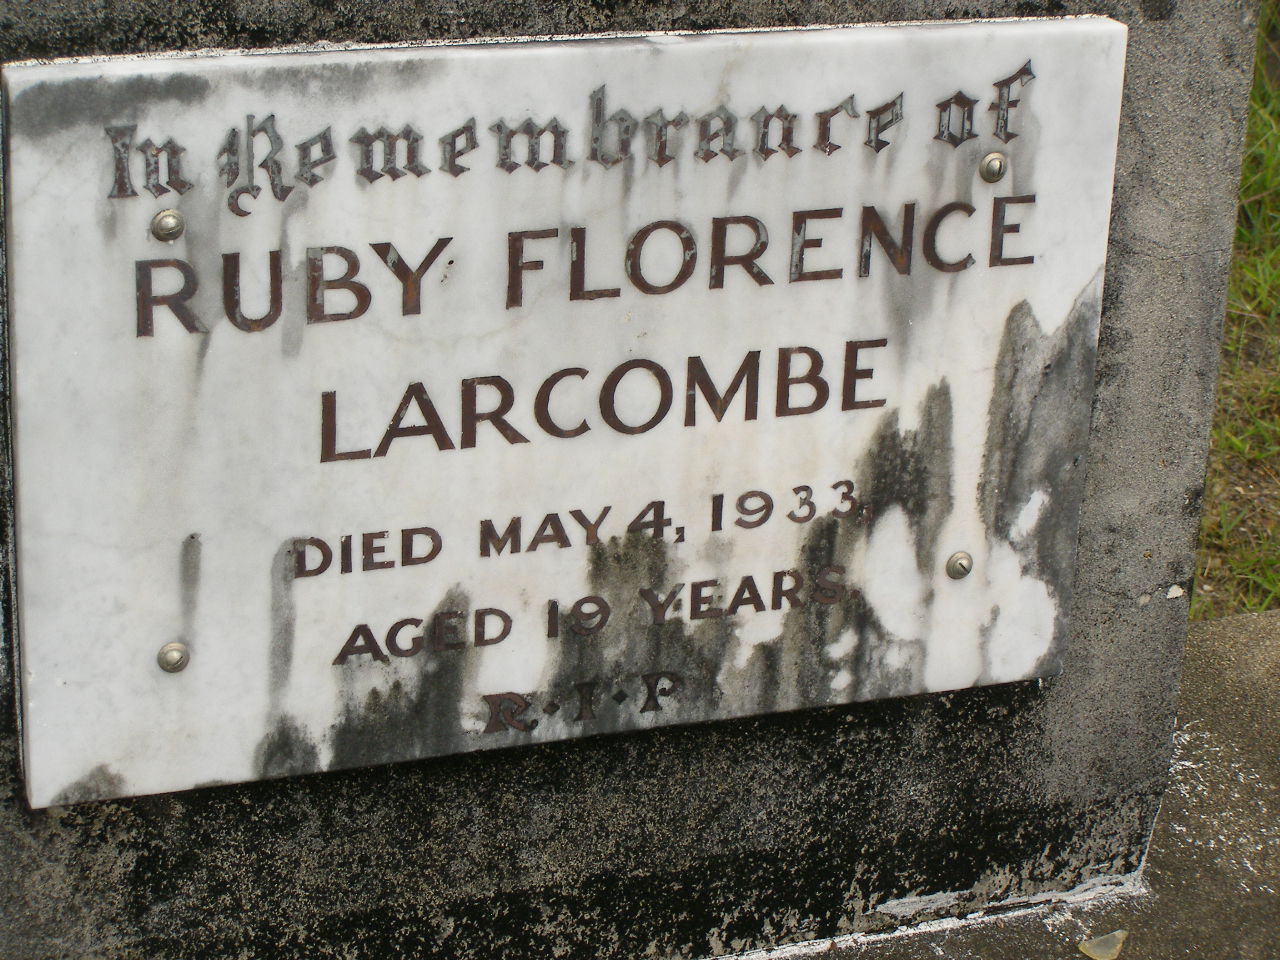 In Remembrance of
RUBY FLORENCE
LARCOMBE
DIED MAY 4, 1933,
AGED 19 YEARS.
R·I·P